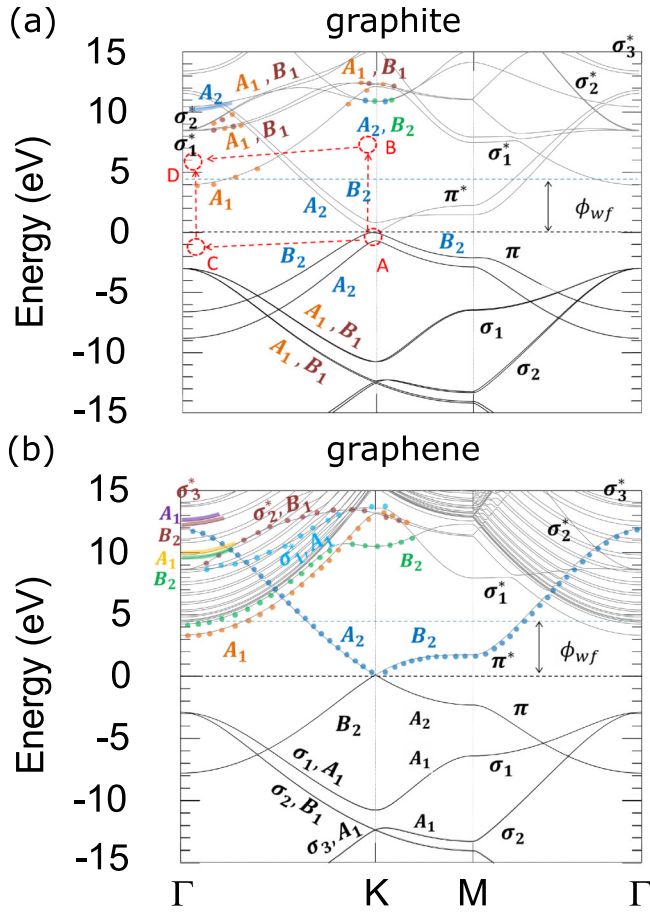 (a) graphite
Energy (eV)
15
10
5
0
-5
-10
-15
A₂
A₁, B₁
A₁, B₁
σ₃*
σ₂*
σ₂*
σ₁*
A₁, B₁
A₂, B₂
B
σ₁*
D
A₁
A₂
B₂
π*
ϕ_wf
C
A
B₂
π
B₂
A₂
A₁, B₁
A₁, B₁
σ₁
σ₂
(b) graphene
Energy (eV)
15
10
5
0
-5
-10
-15
σ₃*
A₁
B₂
A₁
B₂
σ₂*, B₁
σ₁*, A₁
σ₃*
σ₂*
B₂
σ₁*
A₁
A₂
B₂
π*
ϕ_wf
B₂
A₂
π
σ₁, A₁
A₁
σ₁
σ₂, B₁
σ₃, A₁
A₁
σ₂
Γ K M Γ